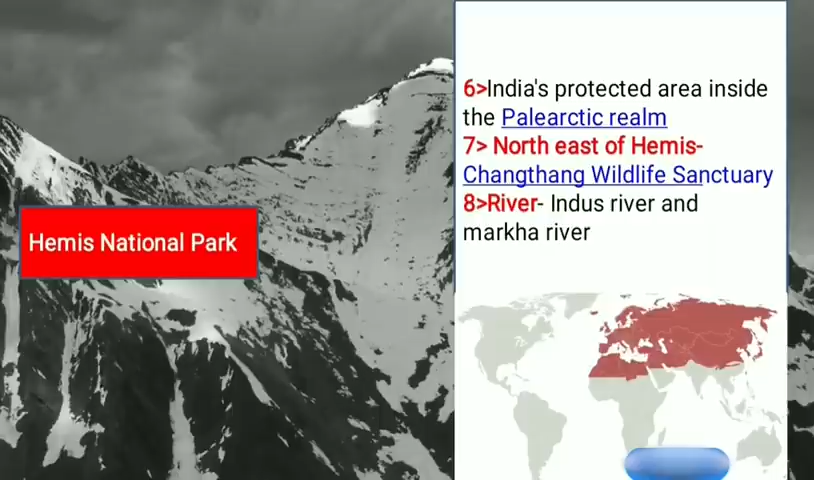 Hemis National Park
6>India's protected area inside
the Palearctic realm
7> North east of Hemis-
Changthang Wildlife Sanctuary
8>River- Indus river and
markha river